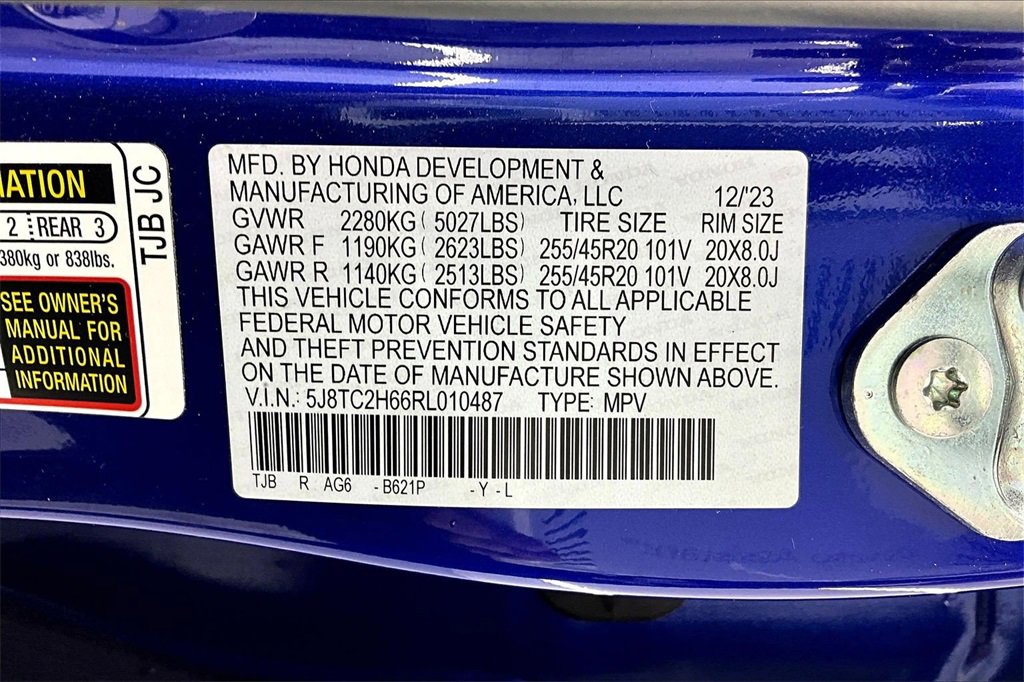 MATION
2 REAR 3
380kg or 838lbs.
SEE OWNER'S
MANUAL FOR
ADDITIONAL
INFORMATION
TJB JC
MFD. BY HONDA DEVELOPMENT &
MANUFACTURING OF AMERICA, LLC 12/'23
GVWR 2280KG ( 5027LBS) TIRE SIZE RIM SIZE
GAWR F 1190KG ( 2623LBS) 255/45R20 101V 20X8.0J
GAWR R 1140KG ( 2513LBS) 255/45R20 101V 20X8.0J
THIS VEHICLE CONFORMS TO ALL APPLICABLE
FEDERAL MOTOR VEHICLE SAFETY
AND THEFT PREVENTION STANDARDS IN EFFECT
ON THE DATE OF MANUFACTURE SHOWN ABOVE.
V.I.N.: 5J8TC2H66RL010487 TYPE: MPV
TJB R AG6 -B621P -Y-L